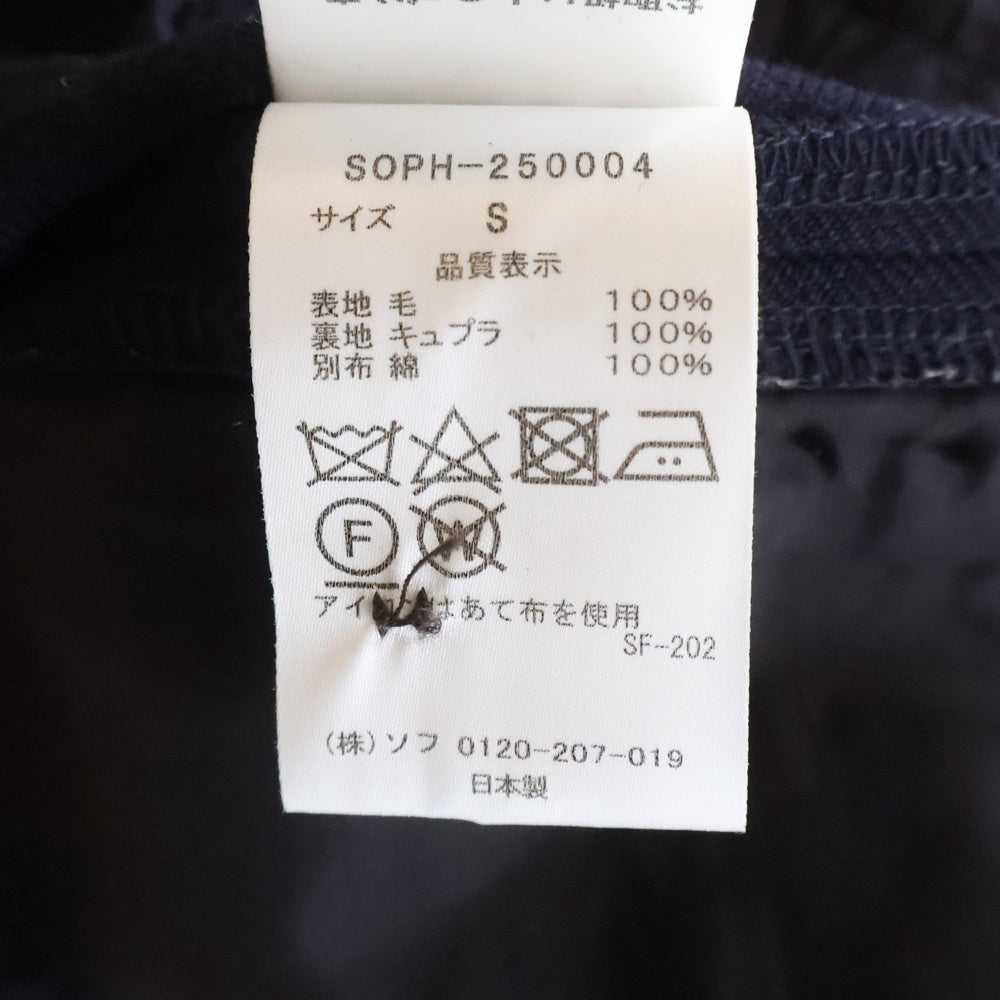 SOPH-250004
サイズ S
品質表示
表地 毛 100%
裏地 キュプラ 100%
別布 綿 100%
F W
はあて布を使用
SF-202
(株)ソフ 0120-207-019
日本製